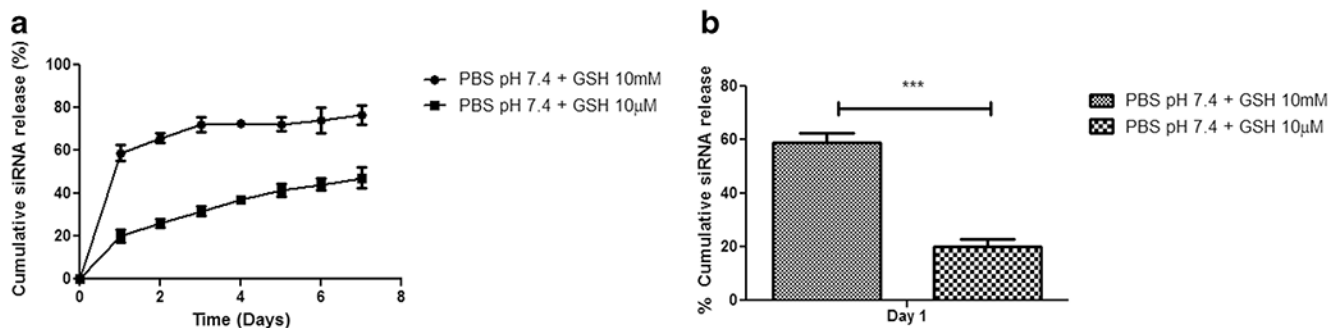 a
Cumulative siRNA release (%)
100
80
60
40
20
0
0 2 4 6 8
Time (Days)
PBS pH 7.4 + GSH 10mM
PBS pH 7.4 + GSH 10μM
b
% Cumulative siRNA release
80
60
40
20
0
***
Day 1
PBS pH 7.4 + GSH 10mM
PBS pH 7.4 + GSH 10μM